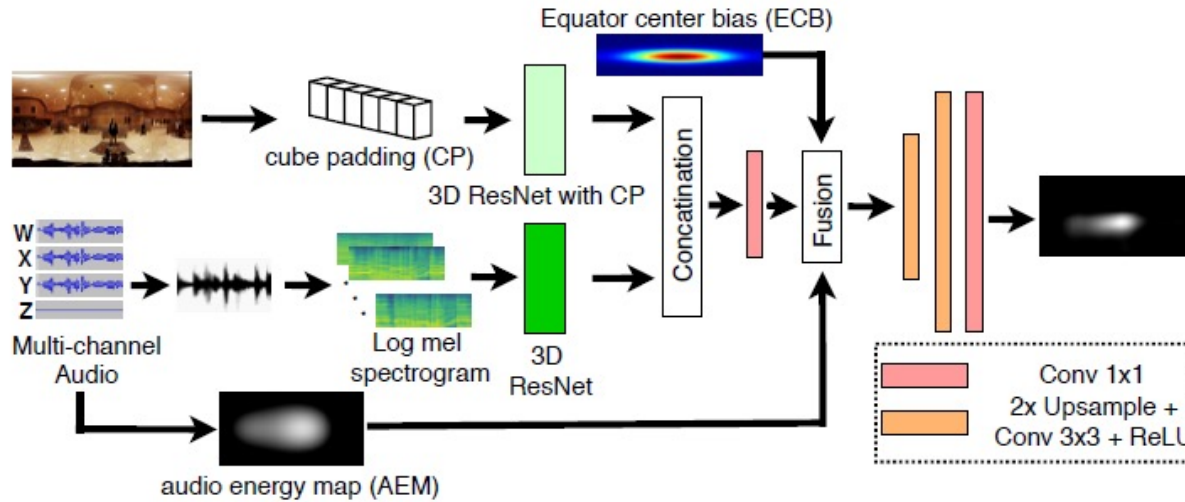 Equator center bias (ECB)
cube padding (CP)
3D ResNet with CP
Concatination
Fusion
W
X
Y
Z
Multi-channel
Audio
Log mel
spectrogram
3D
ResNet
audio energy map (AEM)
Conv 1x1
2x Upsample +
Conv 3x3 + ReLU